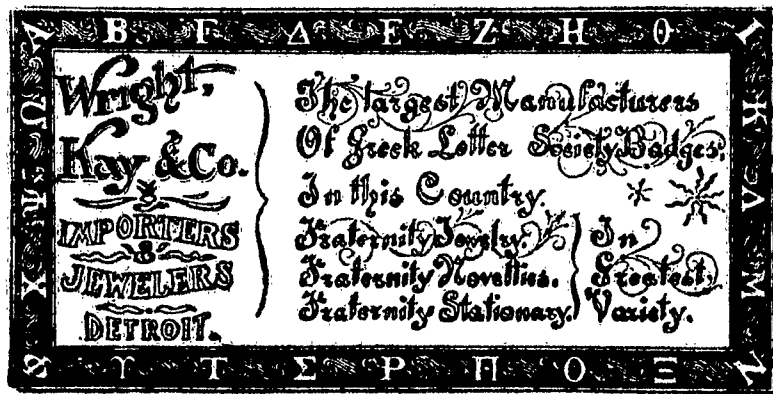 Α Β Γ Δ Ε Ζ Η Θ Ι
Κ
Λ
Μ
Ν
Ξ Ο Π Ρ Σ Τ Υ Φ
Χ
Ψ
Ω
Wright,
Kay & Co.
IMPORTERS
&
JEWELERS
DETROIT.
The largest Manufacturers
Of Greek Letter Society Badges,
In this Country.
Fraternity Jewelry.
Fraternity Novelties.
Fraternity Stationary.
In
Greatest
Variety.